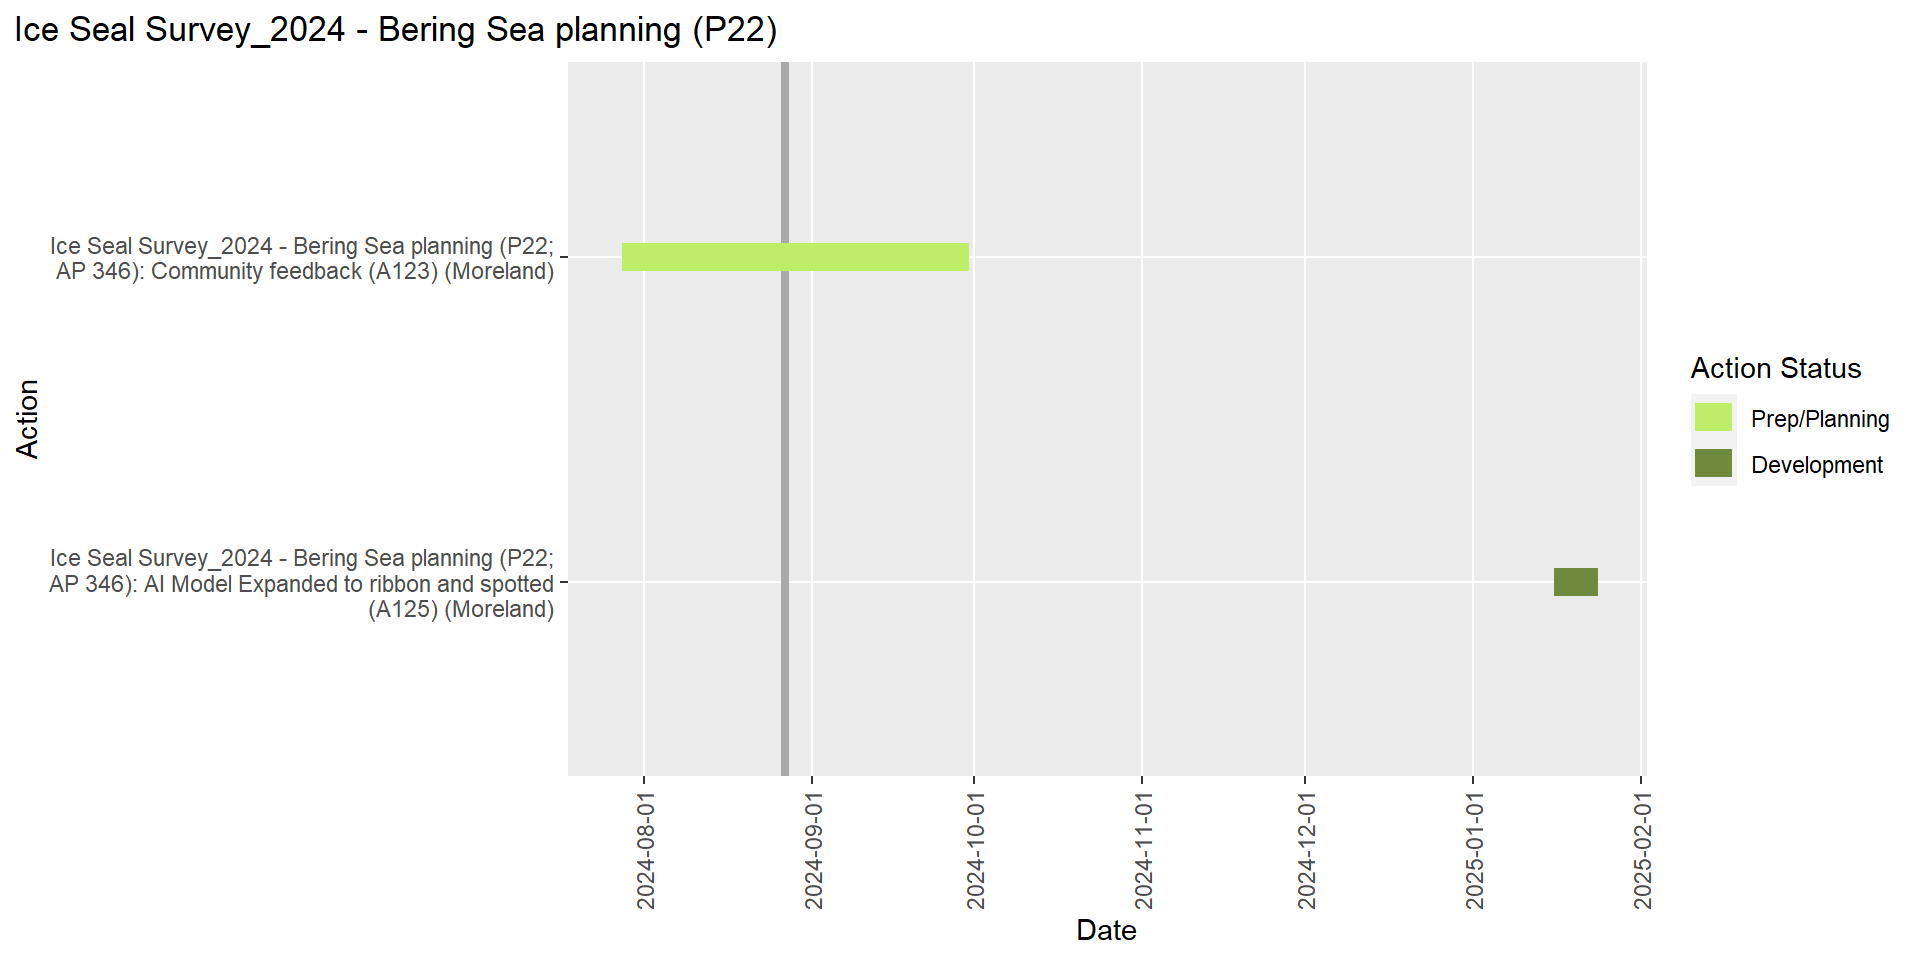 Ice Seal Survey_2024 - Bering Sea planning (P22)
Ice Seal Survey_2024 - Bering Sea planning (P22;
AP 346): Community feedback (A123) (Moreland)
Action
Ice Seal Survey_2024 - Bering Sea planning (P22;
AP 346): AI Model Expanded to ribbon and spotted
(A125) (Moreland)
2024-08-01
2024-09-01
2024-10-01
2024-11-01
2024-12-01
2025-01-01
2025-02-01
Date
Action Status
Prep/Planning
Development